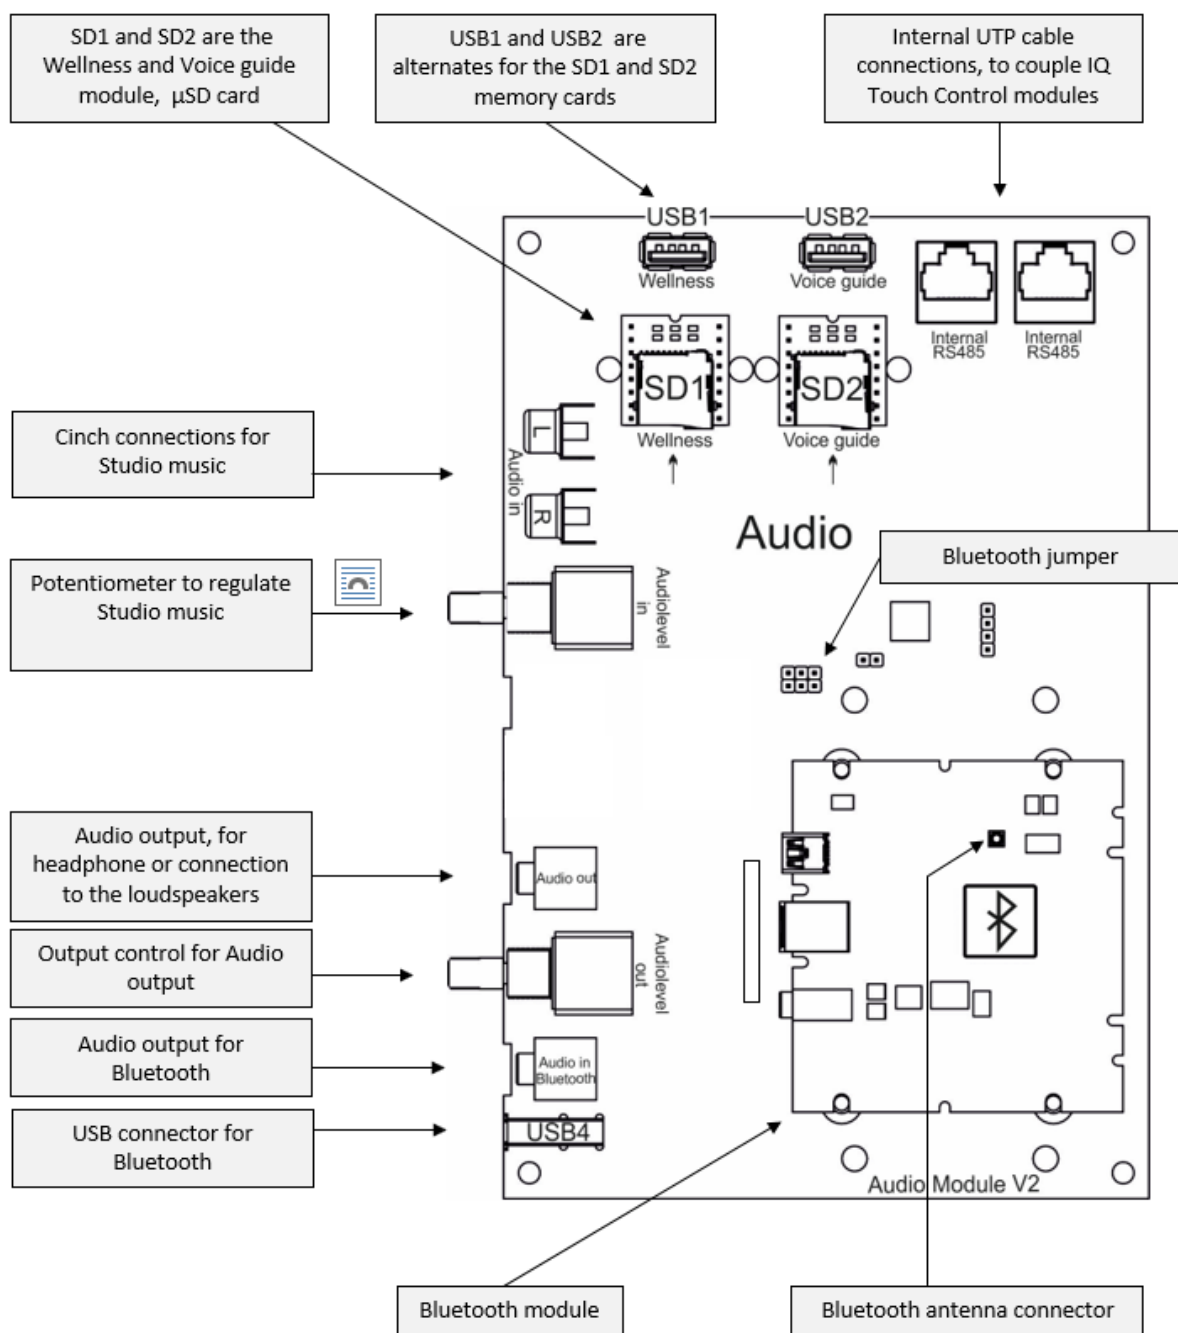 SD1 and SD2 are the
Wellness and Voice guide
module, µSD card
USB1 and USB2 are
alternates for the SD1 and SD2
memory cards
Internal UTP cable
connections, to couple IQ
Touch Control modules
USB1
USB2
Wellness
Voice guide
Internal
RS485
Internal
RS485
SD1
SD2
Wellness
Voice guide
Cinch connections for
Studio music
L
Audio in
R
Audio
Bluetooth jumper
Potentiometer to regulate
Studio music
Audiolevel
in
Audio output, for
headphone or connection
to the loudspeakers
Audio out
Output control for Audio
output
Audiolevel
out
Audio output for
Bluetooth
Audio in
Bluetooth
USB connector for
Bluetooth
USB4
Audio Module V2
Bluetooth module
Bluetooth antenna connector